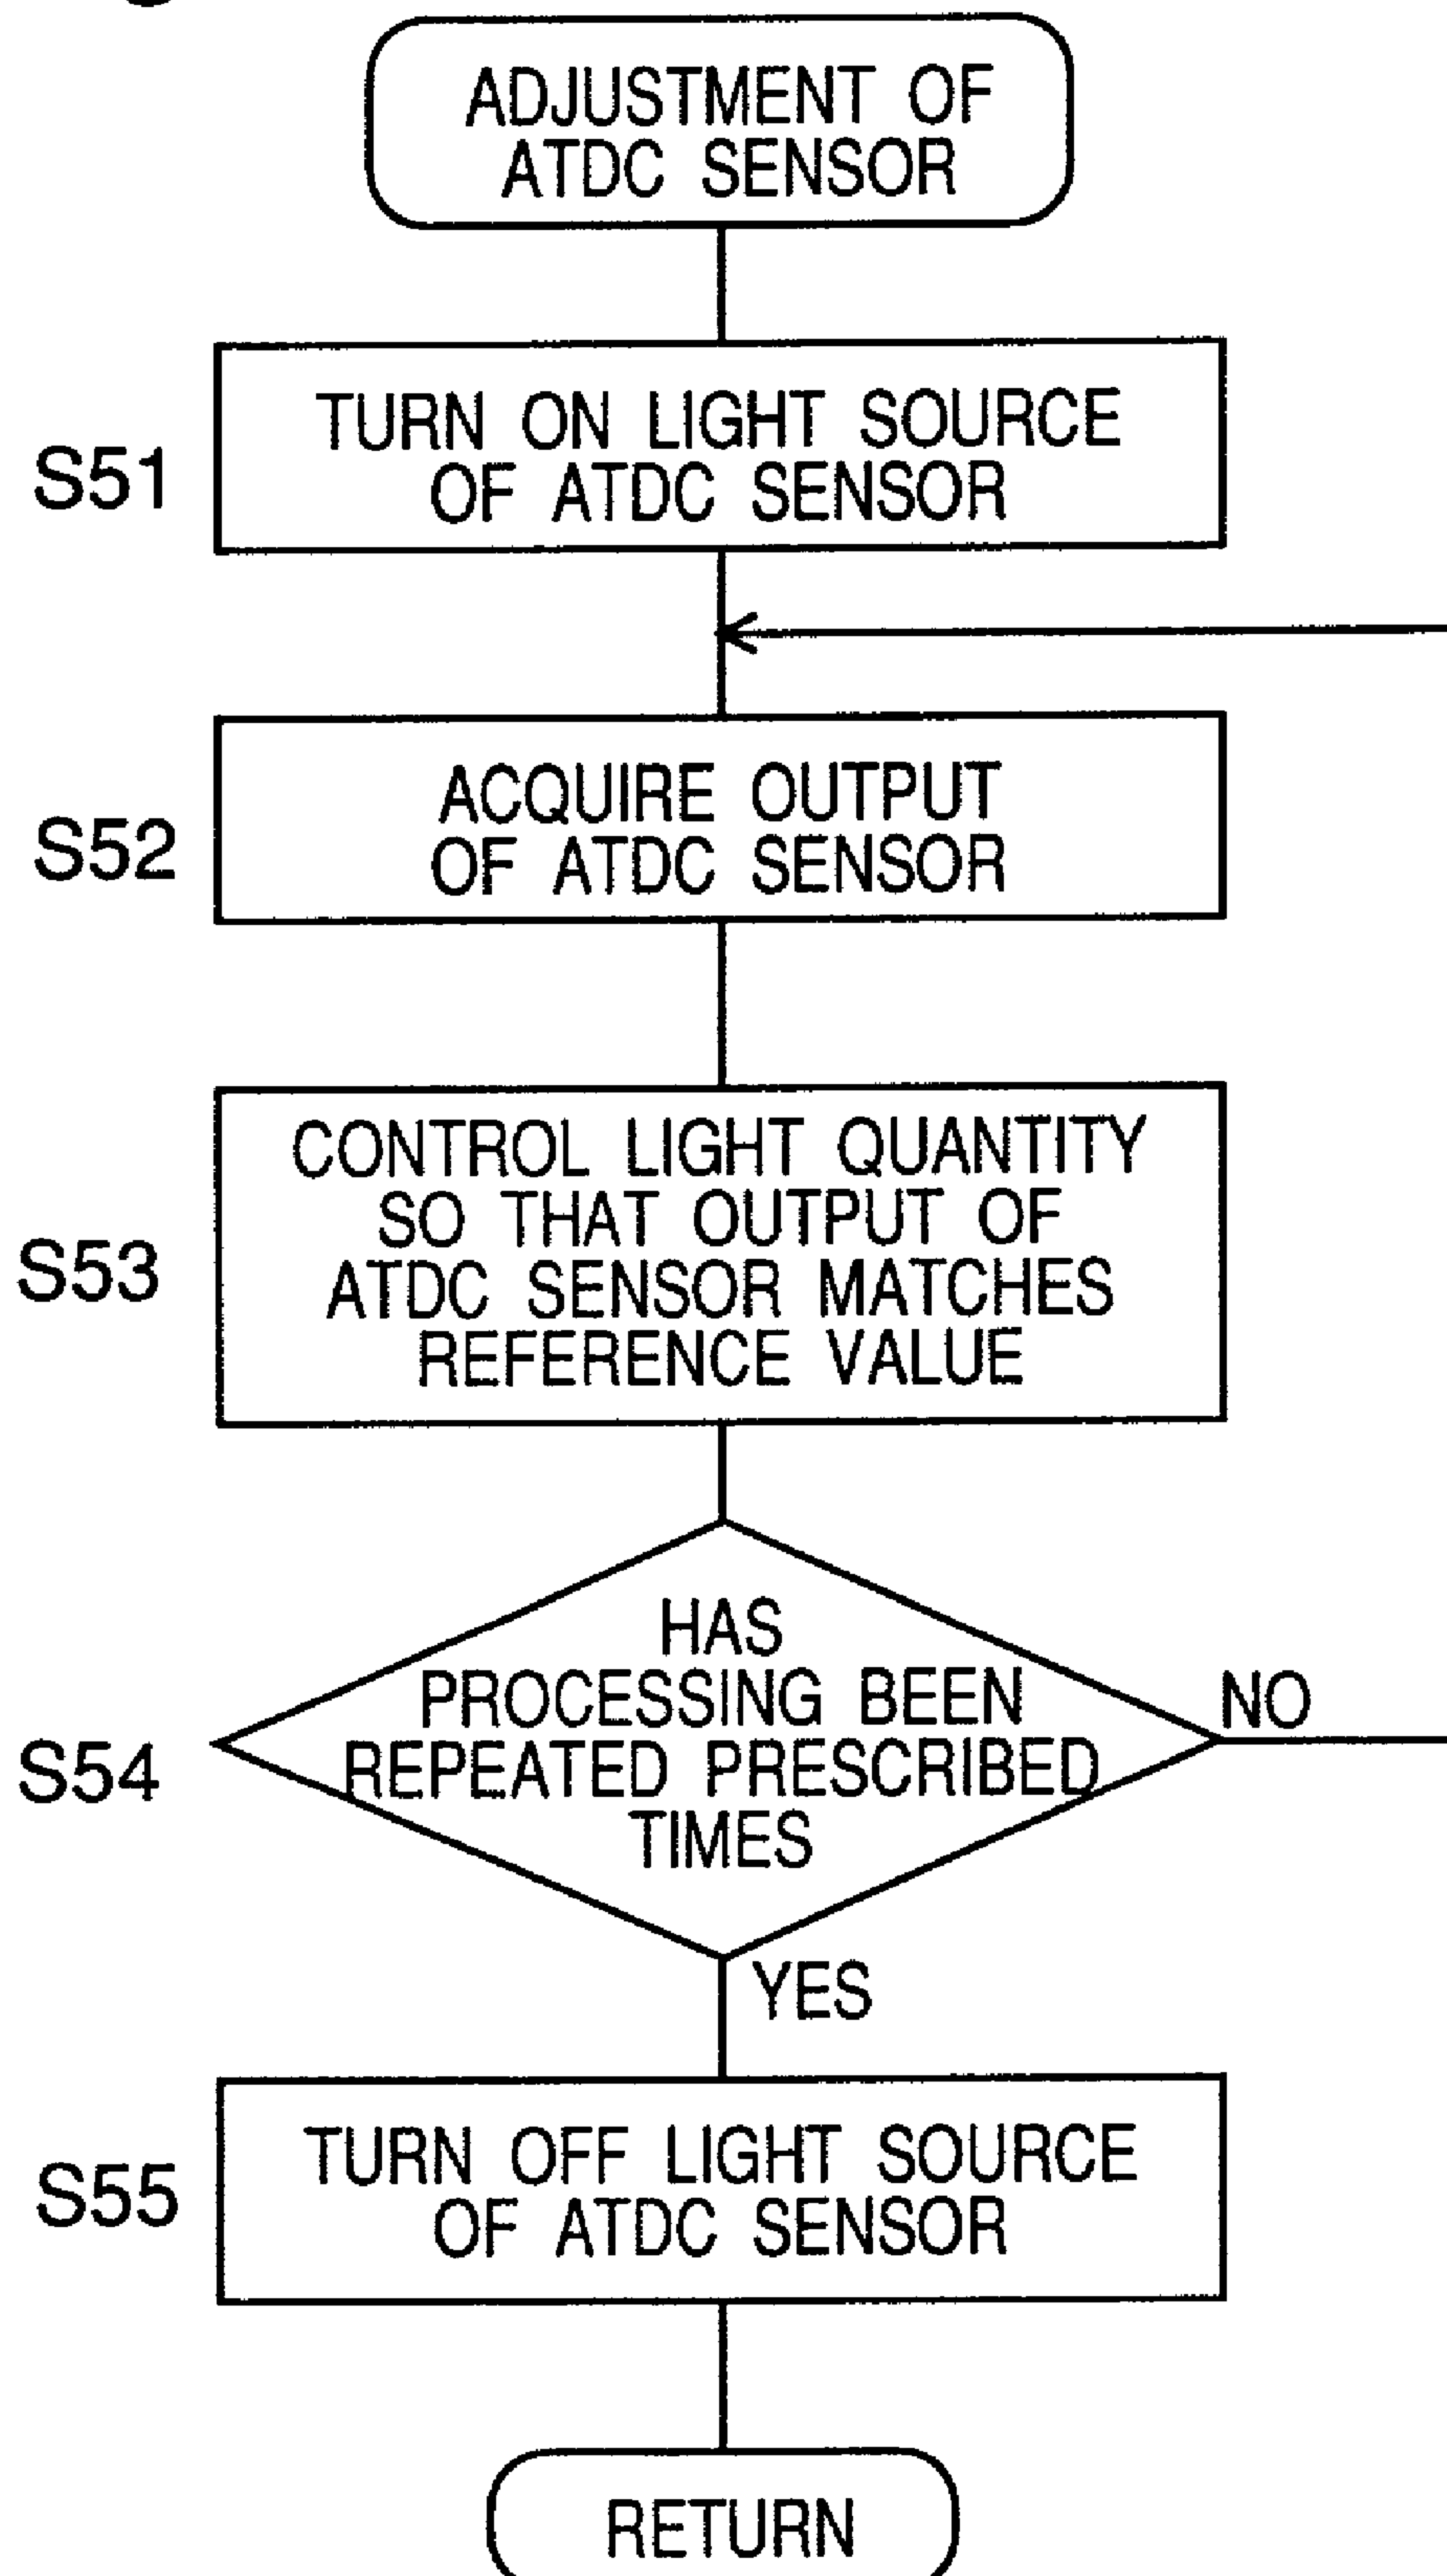 ADJUSTMENT OF
ATDC SENSOR
S51
TURN ON LIGHT SOURCE
OF ATDC SENSOR
S52
ACQUIRE OUTPUT
OF ATDC SENSOR
S53
CONTROL LIGHT QUANTITY
SO THAT OUTPUT OF
ATDC SENSOR MATCHES
REFERENCE VALUE
S54
HAS
PROCESSING BEEN
REPEATED PRESCRIBED
TIMES
NO
YES
S55
TURN OFF LIGHT SOURCE
OF ATDC SENSOR
RETURN